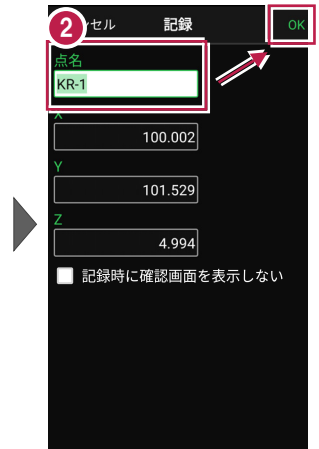 2
ンセル 記録 OK
点名
KR-1
X
100.002
Y
101.529
Z
4.994
記録時に確認画面を表示しない